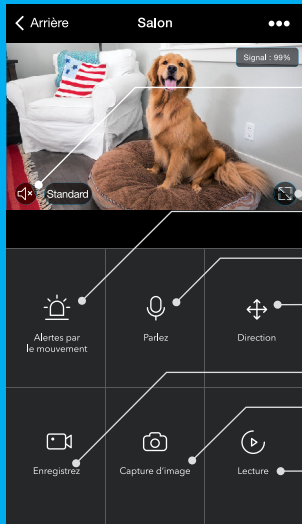 Arrière
Salon
Signal : 99%
Standard
Alertes par
le mouvement
Parlez
Direction
Enregistrez
Capture d'image
Lecture